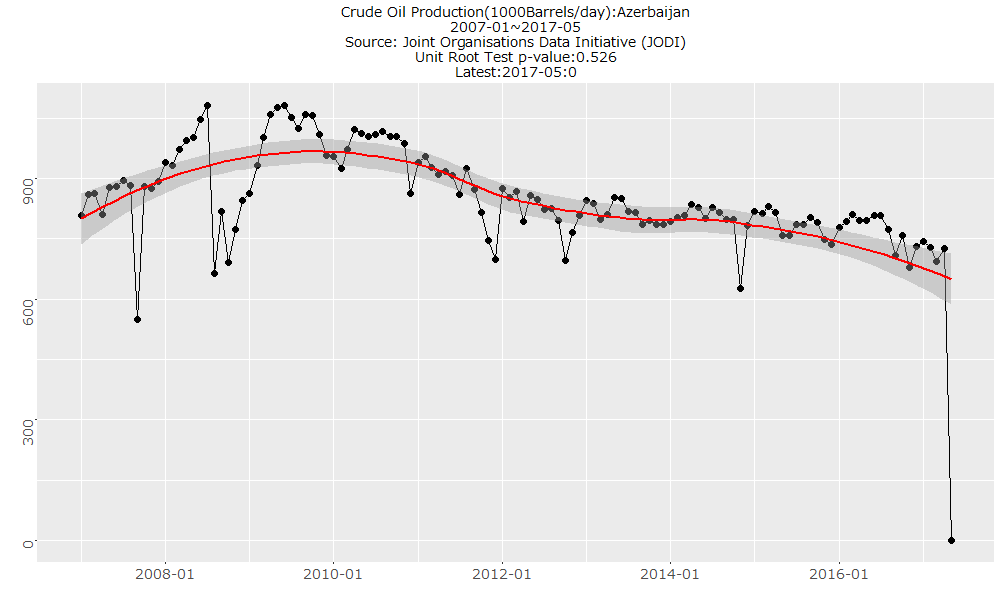 Crude Oil Production(1000Barrels/day):Azerbaijan
2007-01~2017-05
Source: Joint Organisations Data Initiative (JODI)
Unit Root Test p-value:0.526
Latest:2017-05:0
900
600
300
0
2008-01 2010-01 2012-01 2014-01 2016-01